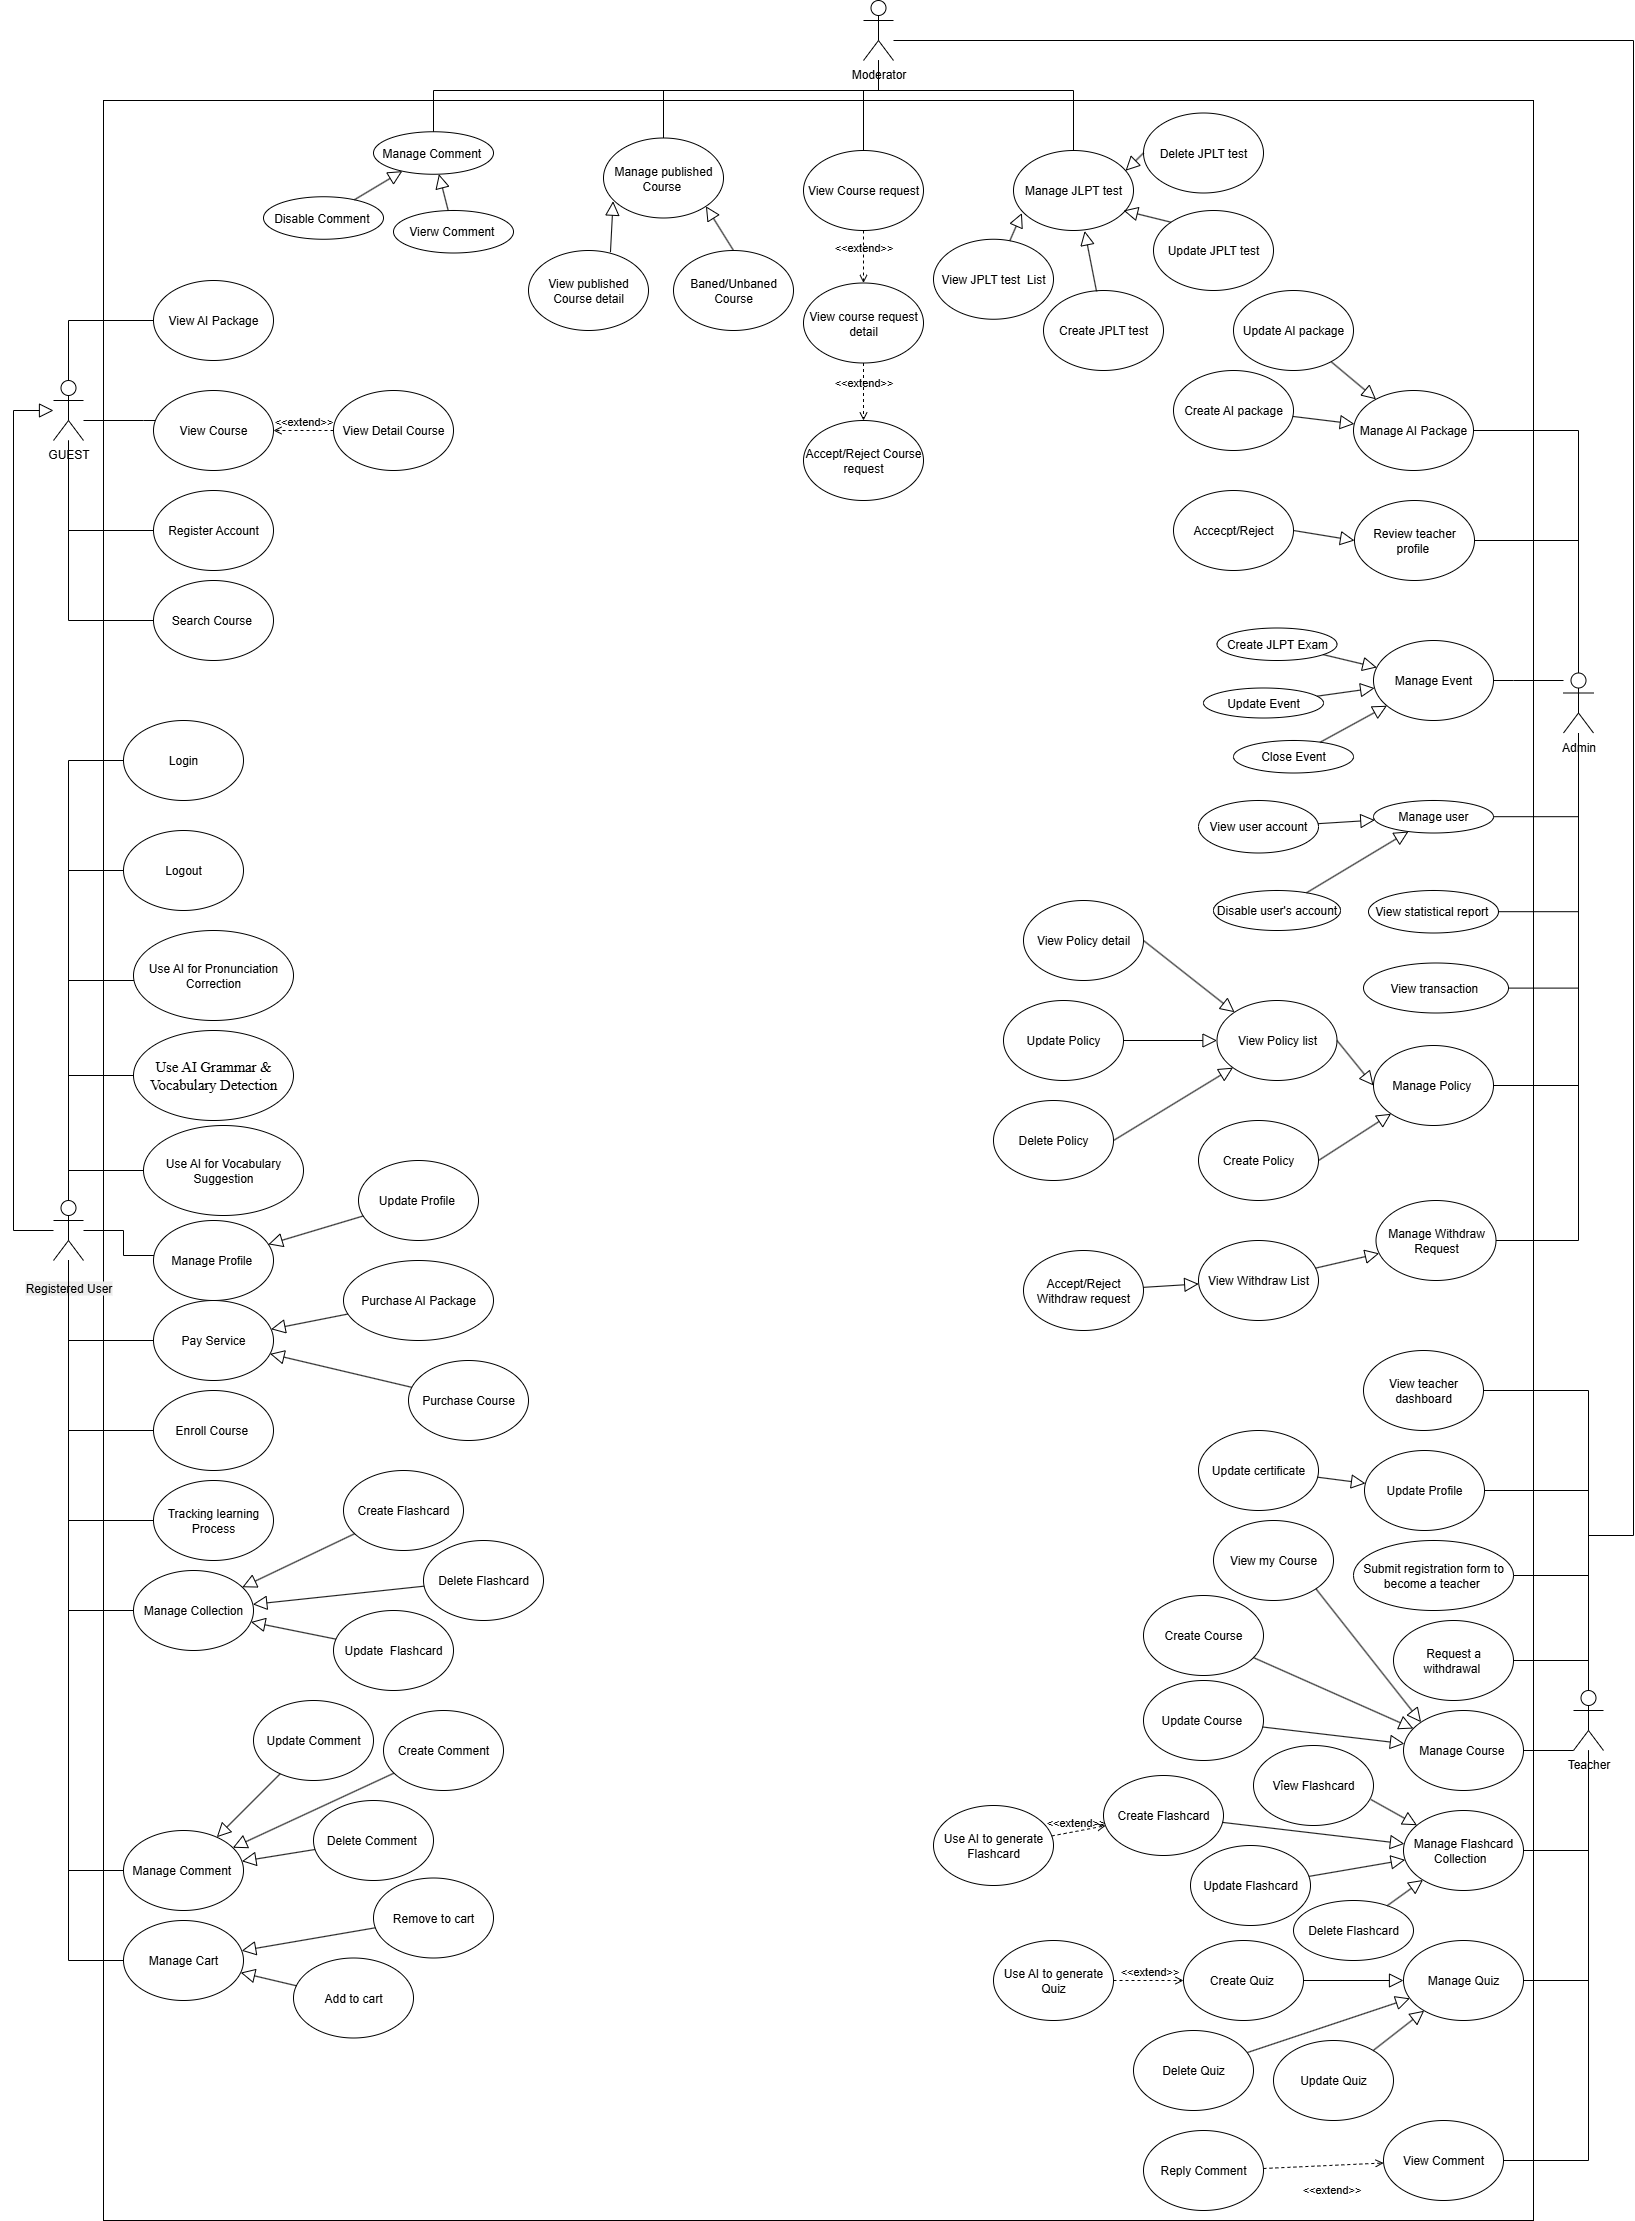 Moderator
Manage Comment
Disable Comment
Vierw Comment
Manage published
Course
View published
Course detail
Baned/Unbaned
Course
View Course request
<<extend>>
View course request
detail
<<extend>>
Accept/Reject Course
request
Manage JLPT test
Delete JPLT test
Update JPLT test
View JPLT test  List
Create JPLT test
View AI Package
GUEST
View Course
<<extend>>
View Detail Course
Register Account
Search Course
Update AI package
Create AI package
Manage AI Package
Accecpt/Reject
Review teacher
profile
Create JLPT Exam
Update Event
Close Event
Manage Event
Admin
View user account
Manage user
Disable user's account
View statistical report
View transaction
View Policy detail
Update Policy
View Policy list
Delete Policy
Manage Policy
Create Policy
Manage Withdraw
Request
View Withdraw List
Accept/Reject
Withdraw request
Login
Logout
Use AI for Pronunciation
Correction
Use AI Grammar &
Vocabulary Detection
Use AI for Vocabulary
Suggestion
Registered User
Manage Profile
Update Profile
Pay Service
Purchase AI Package
Purchase Course
Enroll Course
Tracking learning
Process
Manage Collection
Create Flashcard
Delete Flashcard
Update  Flashcard
Update Comment
Create Comment
Delete Comment
Manage Comment
Remove to cart
Manage Cart
Add to cart
View teacher
dashboard
Update certificate
Update Profile
View my Course
Submit registration form to
become a teacher
Create Course
Request a
withdrawal
Update Course
Manage Course
Teacher
View Flashcard
Create Flashcard
<<extend>>
Use AI to generate
Flashcard
Manage Flashcard
Collection
Update Flashcard
Delete Flashcard
Use AI to generate
Quiz
<<extend>>
Create Quiz
Manage Quiz
Delete Quiz
Update Quiz
Reply Comment
<<extend>>
View Comment